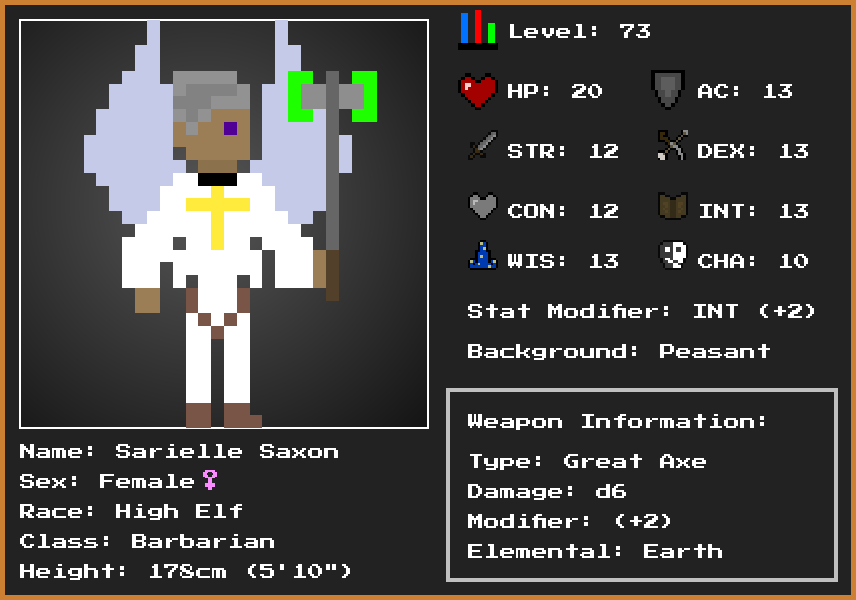 Level: 73
HP: 20
AC: 13
STR: 12
DEX: 13
CON: 12
INT: 13
WIS: 13
CHA: 10
Stat Modifier: INT (+2)
Background: Peasant
Weapon Information:
Type: Great Axe
Damage: d6
Modifier: (+2)
Elemental: Earth
Name: Sarielle Saxon
Sex: Female♀
Race: High Elf
Class: Barbarian
Height: 178cm (5'10")